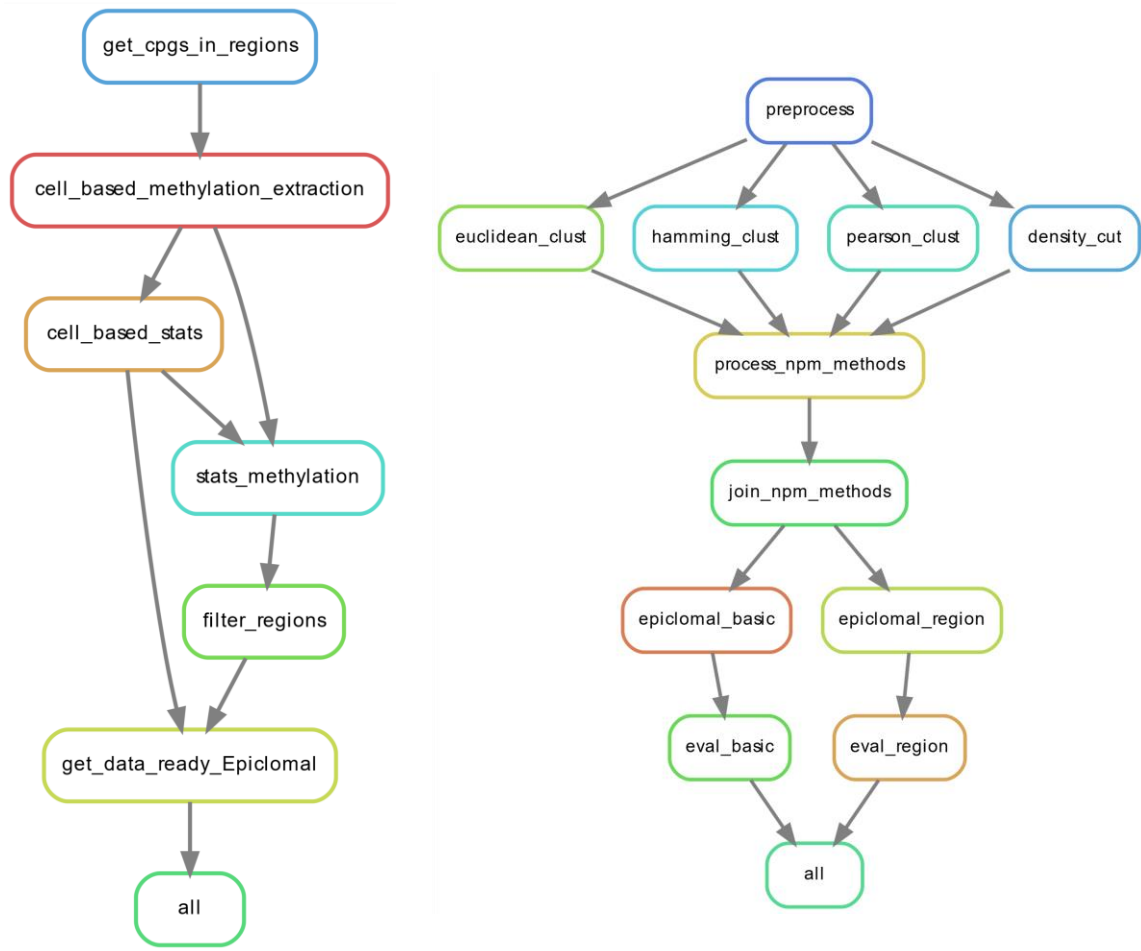 get_cpgs_in_regions
cell_based_methylation_extraction
cell_based_stats
stats_methylation
filter_regions
get_data_ready_Epiclomal
all
preprocess
euclidean_clust
hamming_clust
pearson_clust
density_cut
process_npm_methods
join_npm_methods
epiclomal_basic
epiclomal_region
eval_basic
eval_region
all